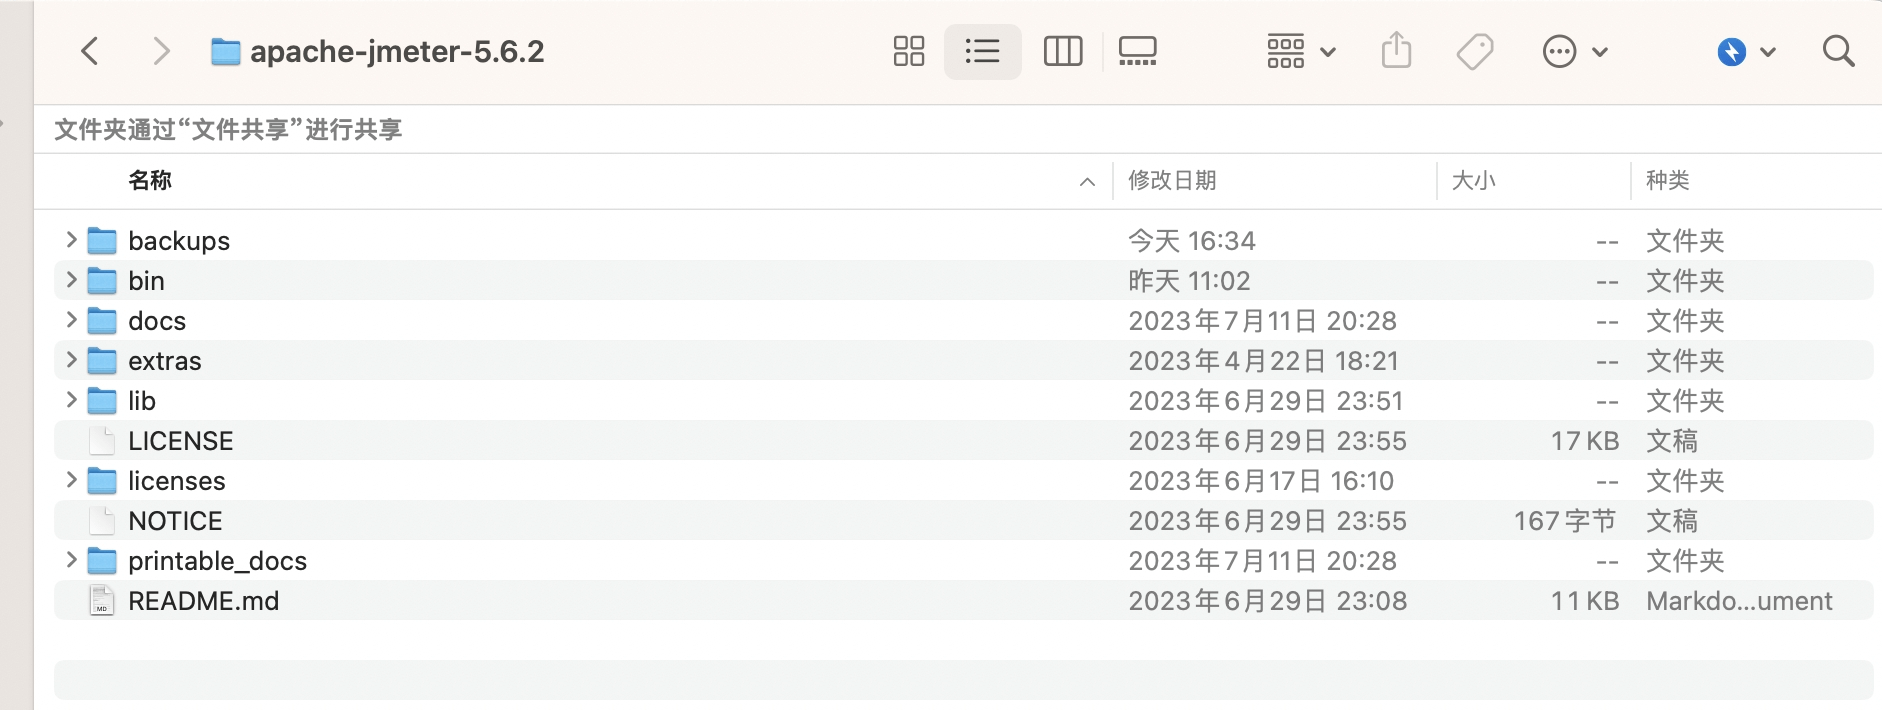 apache-jmeter-5.6.2
文件夹通过“文件共享”进行共享
名称 修改日期 大小 种类
backups 今天 16:34 -- 文件夹
bin 昨天 11:02 -- 文件夹
docs 2023年7月11日 20:28 -- 文件夹
extras 2023年4月22日 18:21 -- 文件夹
lib 2023年6月29日 23:51 -- 文件夹
LICENSE 2023年6月29日 23:55 17 KB 文稿
licenses 2023年6月17日 16:10 -- 文件夹
NOTICE 2023年6月29日 23:55 167字节 文稿
printable_docs 2023年7月11日 20:28 -- 文件夹
README.md 2023年6月29日 23:08 11 KB Markdo...ument